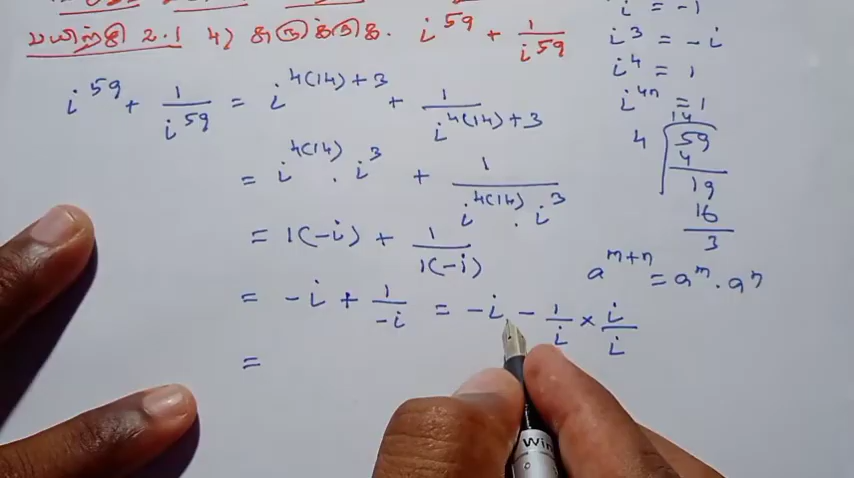 பயிற்சி 2.1 4) சுருக்குக. i^59 + 1/i^59
i^59 + 1/i^59 = i^(4(14)+3) + 1/i^(4(14)+3)
= i^(4(14)) . i^3 + 1/(i^(4(14)) . i^3)
= 1(-i) + 1/(1(-i))
= -i + 1/(-i) = -i - 1/i × i/i
=
i = -1
i^3 = -i
i^4 = 1
i^(4n) = 1
14
4 59
4
19
16
3
a^(m+n) = a^m . a^n
Win